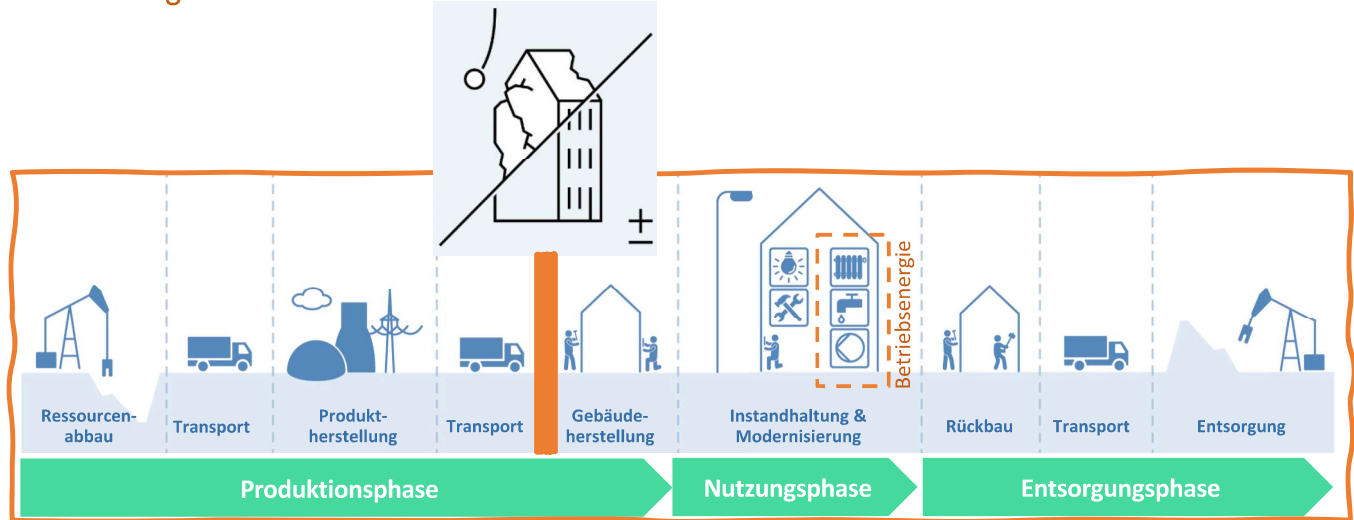 Betriebsenergie
Ressourcen-
abbau
Transport
Produkt-
herstellung
Transport
Gebäude-
herstellung
Instandhaltung &
Modernisierung
Rückbau
Transport
Entsorgung
Produktionsphase
Nutzungsphase
Entsorgungsphase